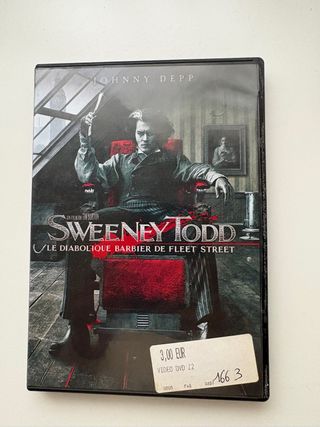 JOHNNY DEPP
UN FILM DE TIM BURTON
SWEENEY TODD
LE DIABOLIQUE BARBIER DE FLEET STREET
3,00 EUR
VIDEO DVD 12
166 3